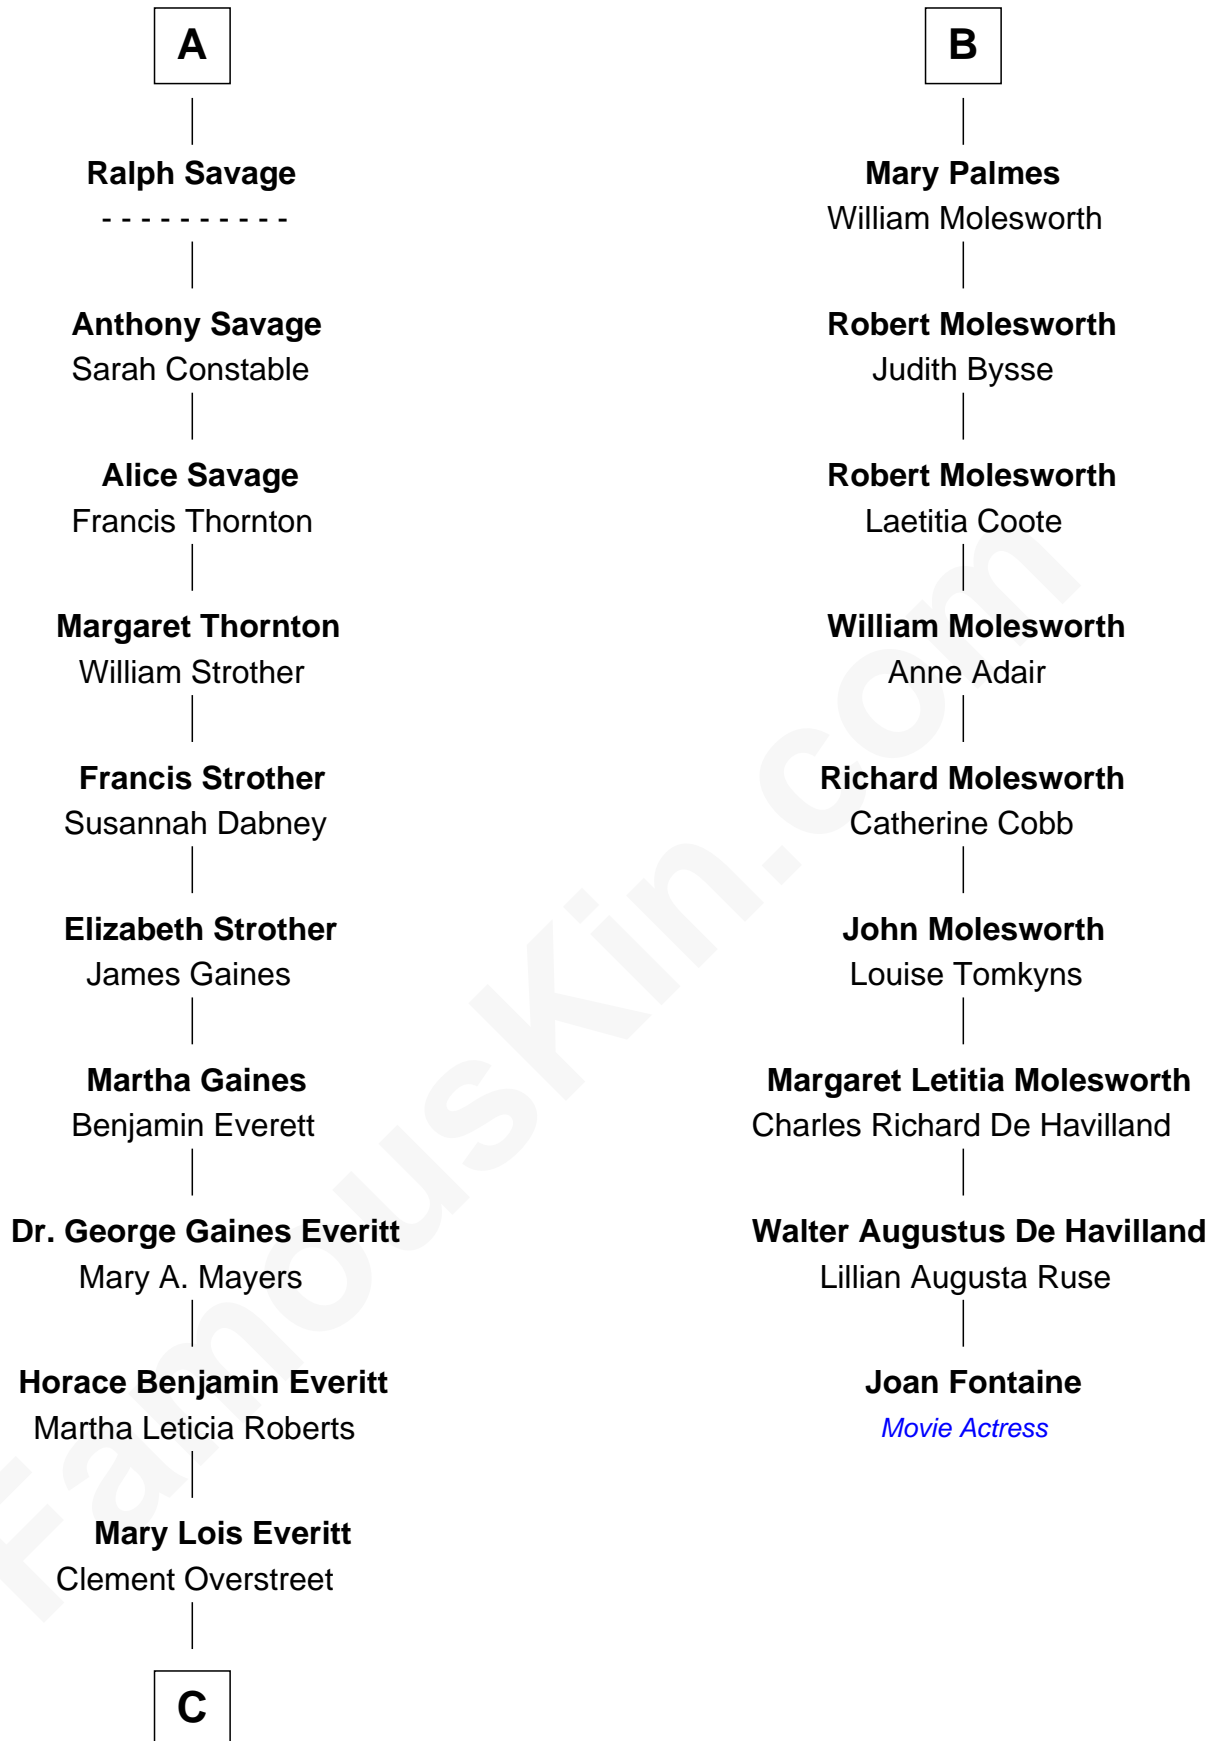 A
Ralph Savage
- - - - - - - - - -
Anthony Savage
Sarah Constable
Alice Savage
Francis Thornton
Margaret Thornton
William Strother
Francis Strother
Susannah Dabney
Elizabeth Strother
James Gaines
Martha Gaines
Benjamin Everett
Dr. George Gaines Everitt
Mary A. Mayers
Horace Benjamin Everitt
Martha Leticia Roberts
Mary Lois Everitt
Clement Overstreet
C
B
Mary Palmes
William Molesworth
Robert Molesworth
Judith Bysse
Robert Molesworth
Laetitia Coote
William Molesworth
Anne Adair
Richard Molesworth
Catherine Cobb
John Molesworth
Louise Tomkyns
Margaret Letitia Molesworth
Charles Richard De Havilland
Walter Augustus De Havilland
Lillian Augusta Ruse
Joan Fontaine
Movie Actress
FamousKin.com